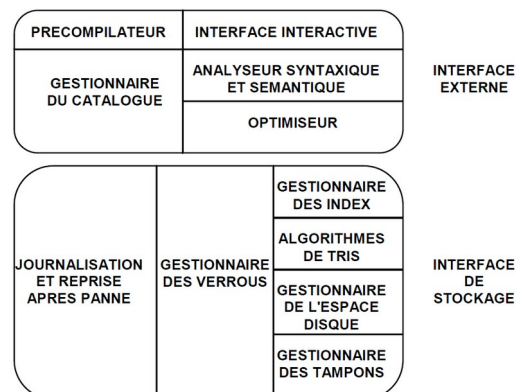 PRECOMPILATEUR
INTERFACE INTERACTIVE
GESTIONNAIRE
DU CATALOGUE
ANALYSEUR SYNTAXIQUE
ET SEMANTIQUE
OPTIMISEUR
INTERFACE
EXTERNE
JOURNALISATION
ET REPRISE
APRES PANNE
GESTIONNAIRE
DES VERROUS
GESTIONNAIRE
DES INDEX
ALGORITHMES
DE TRIS
GESTIONNAIRE
DE L'ESPACE
DISQUE
GESTIONNAIRE
DES TAMPONS
INTERFACE
DE
STOCKAGE